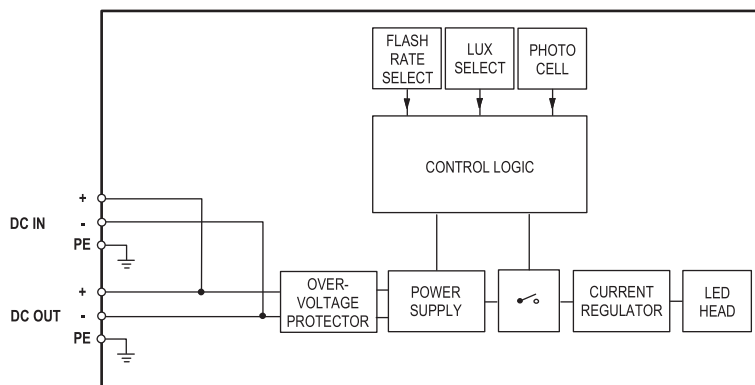 FLASH
RATE
SELECT
LUX
SELECT
PHOTO
CELL
CONTROL LOGIC
+
DC IN
-
PE
+
DC OUT
-
PE
OVER-
VOLTAGE
PROTECTOR
POWER
SUPPLY
CURRENT
REGULATOR
LED
HEAD